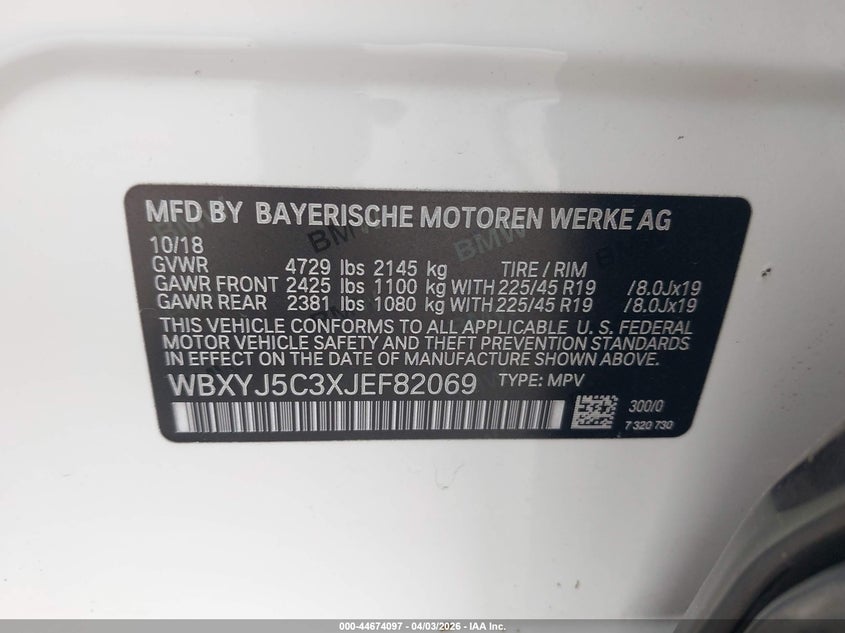 MFD BY BAYERISCHE MOTOREN WERKE AG
10/18
GVWR 4729 lbs 2145 kg TIRE / RIM
GAWR FRONT 2425 lbs 1100 kg WITH 225/45 R19 /8.0Jx19
GAWR REAR 2381 lbs 1080 kg WITH 225/45 R19 /8.0Jx19
THIS VEHICLE CONFORMS TO ALL APPLICABLE U.S. FEDERAL
MOTOR VEHICLE SAFETY AND THEFT PREVENTION STANDARDS
IN EFFECT ON THE DATE OF MANUFACTURE SHOWN ABOVE.
WBXYJ5C3XJEF82069 TYPE: MPV
300/0
7 320 730
000-44674097 - 04/03/2026 - IAA Inc.